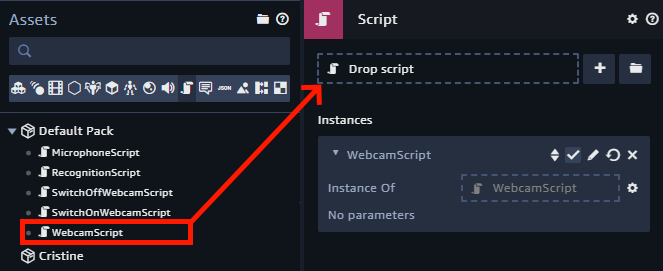 Assets
JSON
Default Pack
MicrophoneScript
RecognitionScript
SwitchOffWebcamScript
SwitchOnWebcamScript
WebcamScript
Cristine
Script
Drop script
Instances
WebcamScript
Instance Of
WebcamScript
No parameters